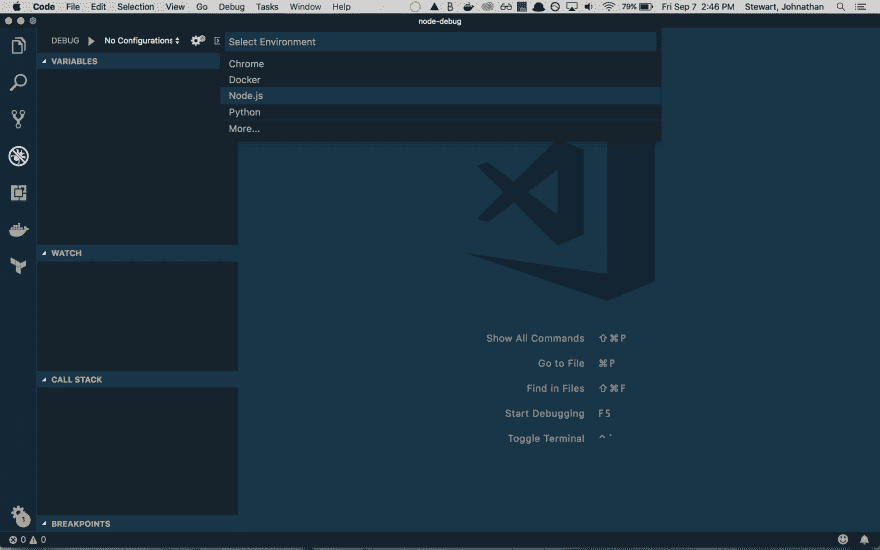 Code File Edit Selection View Go Debug Tasks Window Help 79% Fri Sep 7 2:46 PM Stewart, Johnathan
node-debug
DEBUG No Configurations
Select Environment
Chrome
Docker
Node.js
Python
More...
VARIABLES
WATCH
CALL STACK
BREAKPOINTS
Show All Commands ⇧⌘P
Go to File ⌘P
Find in Files ⇧⌘F
Start Debugging F5
Toggle Terminal ^`
1
0 0